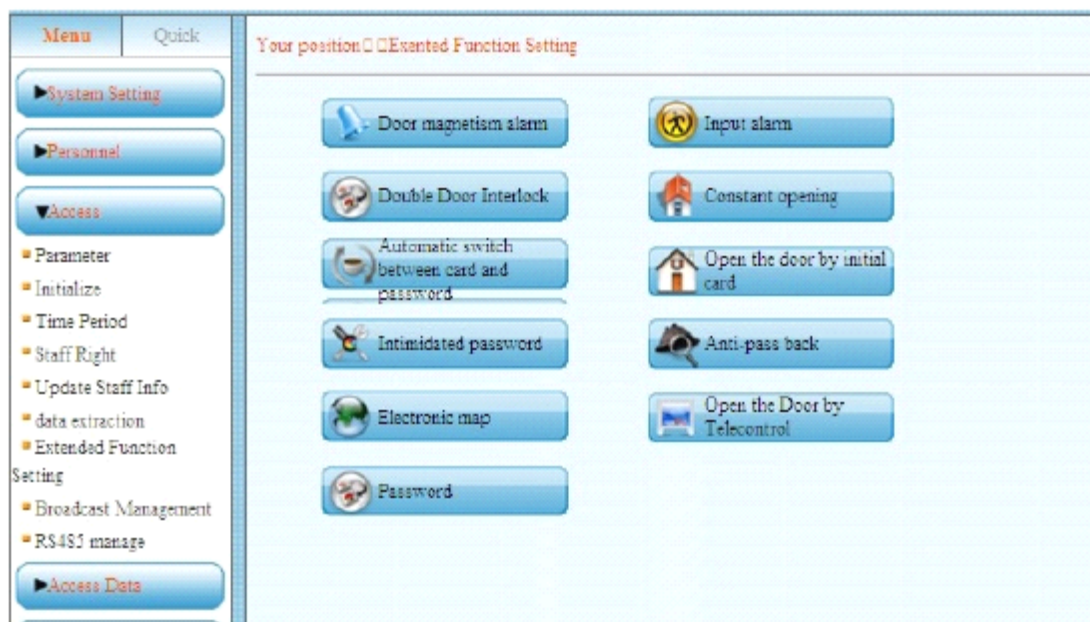 Menu
Quick
Your position□□Exented Function Setting
▶System Setting
▶Personnel
▼Access
Parameter
Initialize
Time Period
Staff Right
Update Staff Info
data extraction
Extended Function
Setting
Broadcast Management
RS485 manage
▶Access Data
Door magnetism alarm
Input alarm
Double Door Interlock
Constant opening
Automatic switch
between card and
password
Open the door by initial
card
Intimidated password
Anti-pass back
Electronic map
Open the Door by
Telecontrol
Password